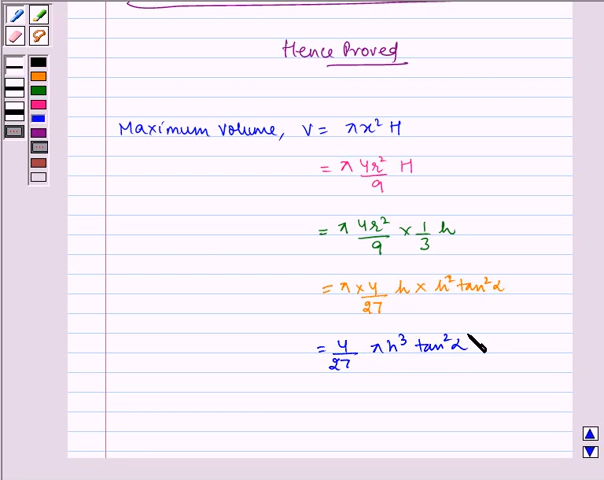 Hence Proved
Maximum Volume, V = πx² H
= π 4r²/9 H
= π 4r²/9 × 1/3 h
= π × 4/27 h × h² tan²α
= 4/27 πh³ tan²α